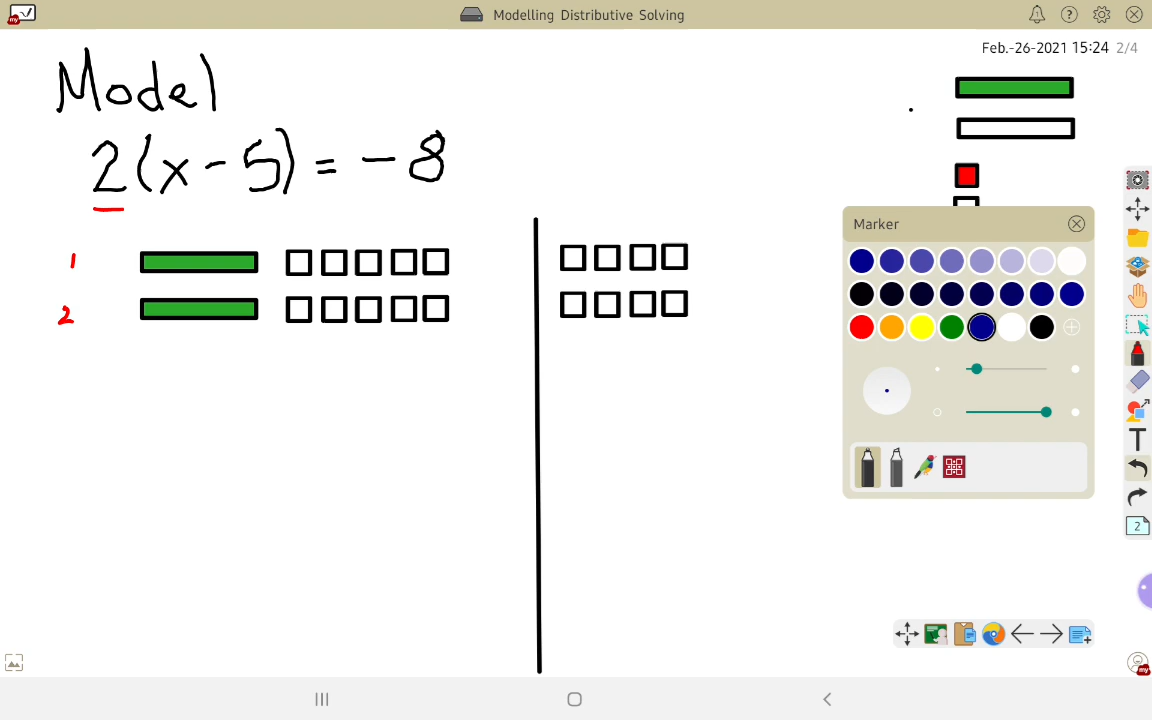 Modelling Distributive Solving
Feb.-26-2021 15:24 2/4
Model
2(x-5)=-8
Marker
1
2
T
2